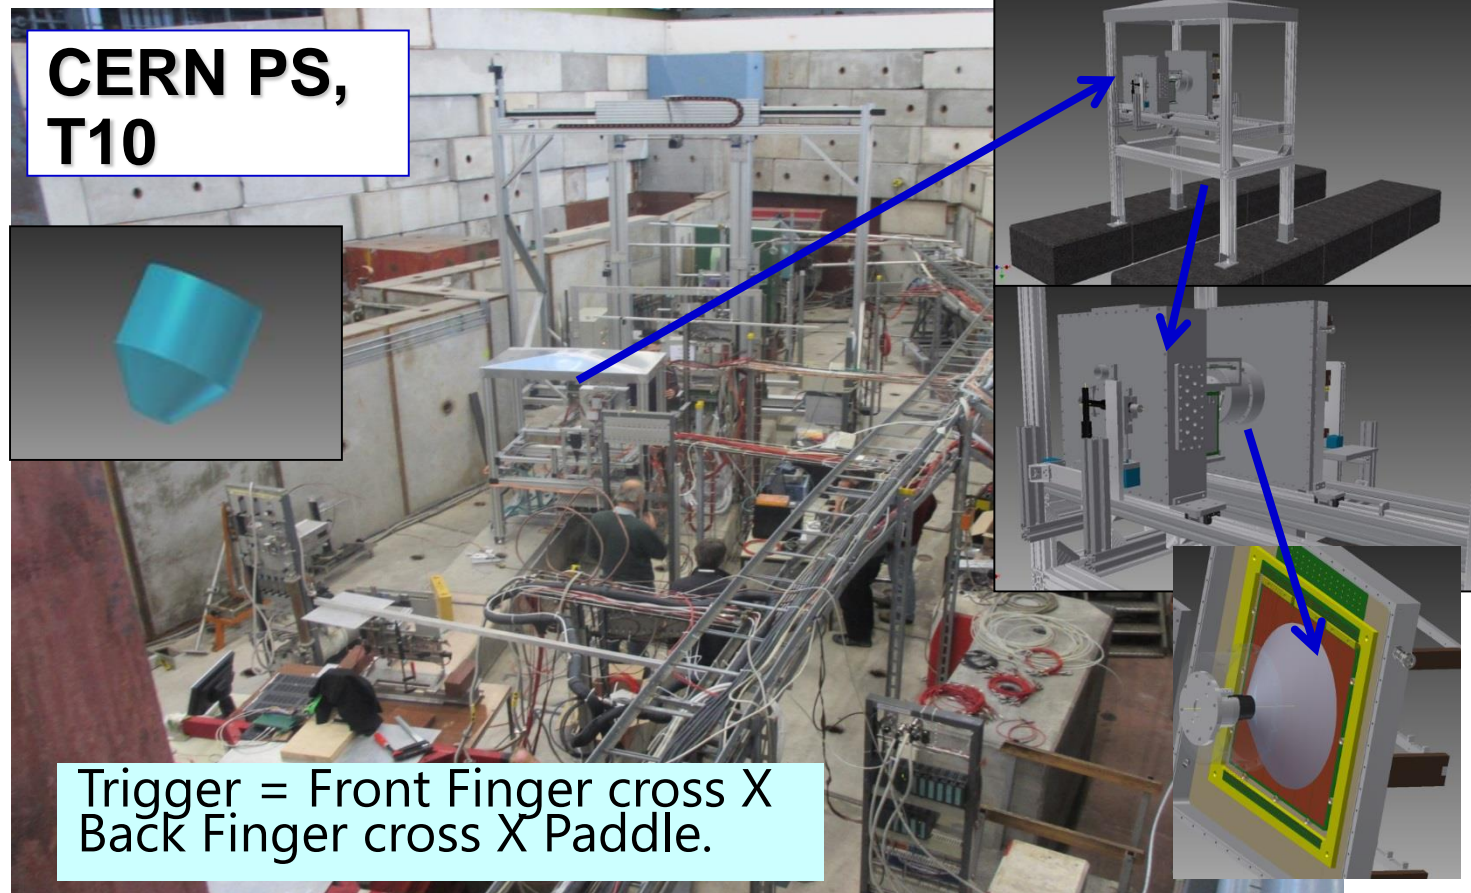 CERN PS,
T10
Trigger = Front Finger cross X
Back Finger cross X Paddle.